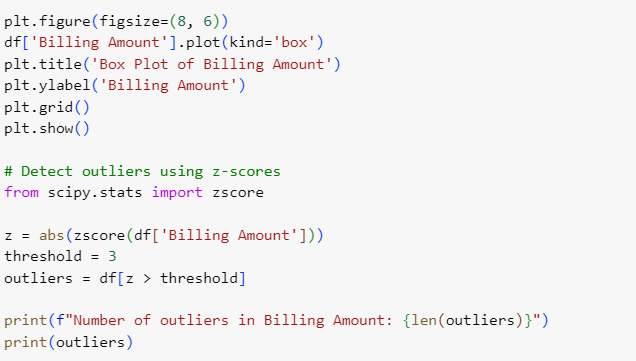 plt.figure(figsize=(8, 6))
df['Billing Amount'].plot(kind='box')
plt.title('Box Plot of Billing Amount')
plt.ylabel('Billing Amount')
plt.grid()
plt.show()

# Detect outliers using z-scores
from scipy.stats import zscore

z = abs(zscore(df['Billing Amount']))
threshold = 3
outliers = df[z > threshold]

print(f"Number of outliers in Billing Amount: {len(outliers)}")
print(outliers)